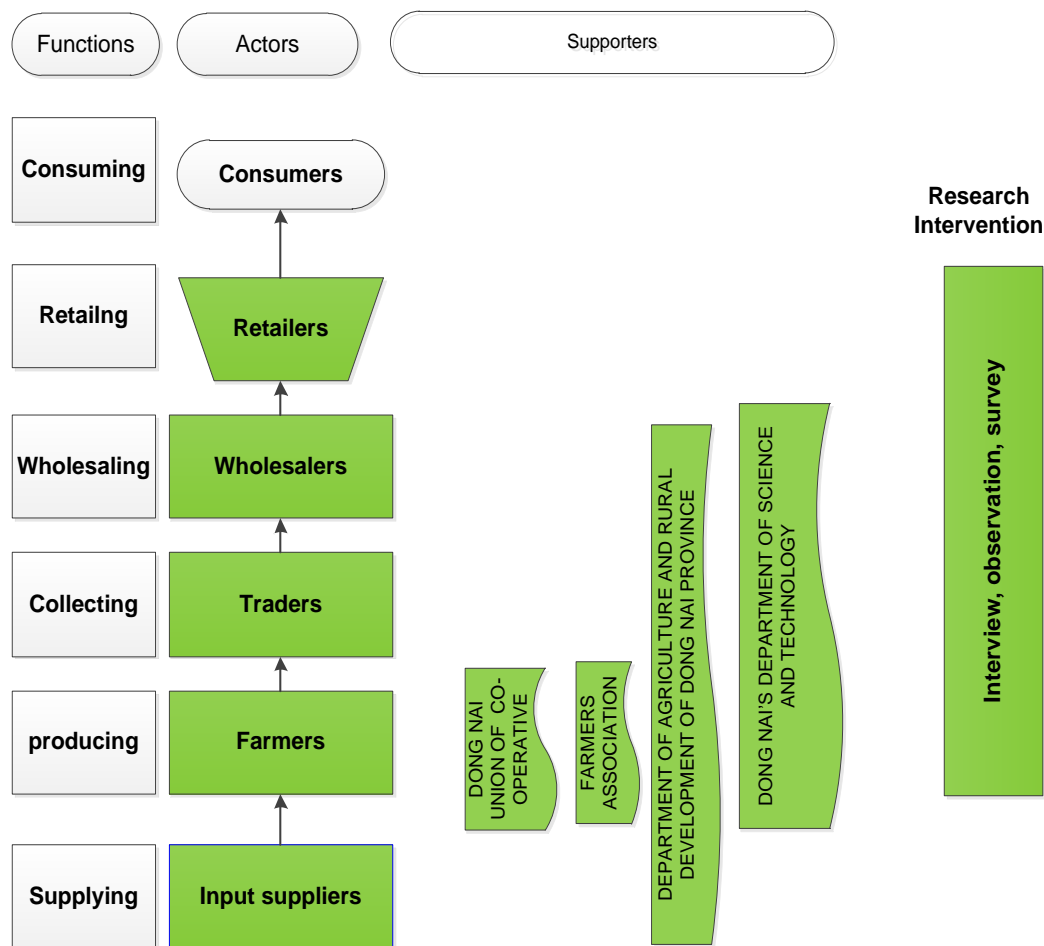 Functions
Actors
Supporters
Consuming
Consumers
Research
Intervention
Retailng
Retailers
Wholesaling
Wholesalers
Collecting
Traders
producing
Farmers
Supplying
Input suppliers
DONG NAI
UNION OF CO-
OPERATIVE
FARMERS
ASSOCIATION
DEPARTMENT OF AGRICULTURE AND RURAL
DEVELOPMENT OF DONG NAI PROVINCE
DONG NAI'S DEPARTMENT OF SCIENCE
AND TECHNOLOGY
Interview, observation, survey